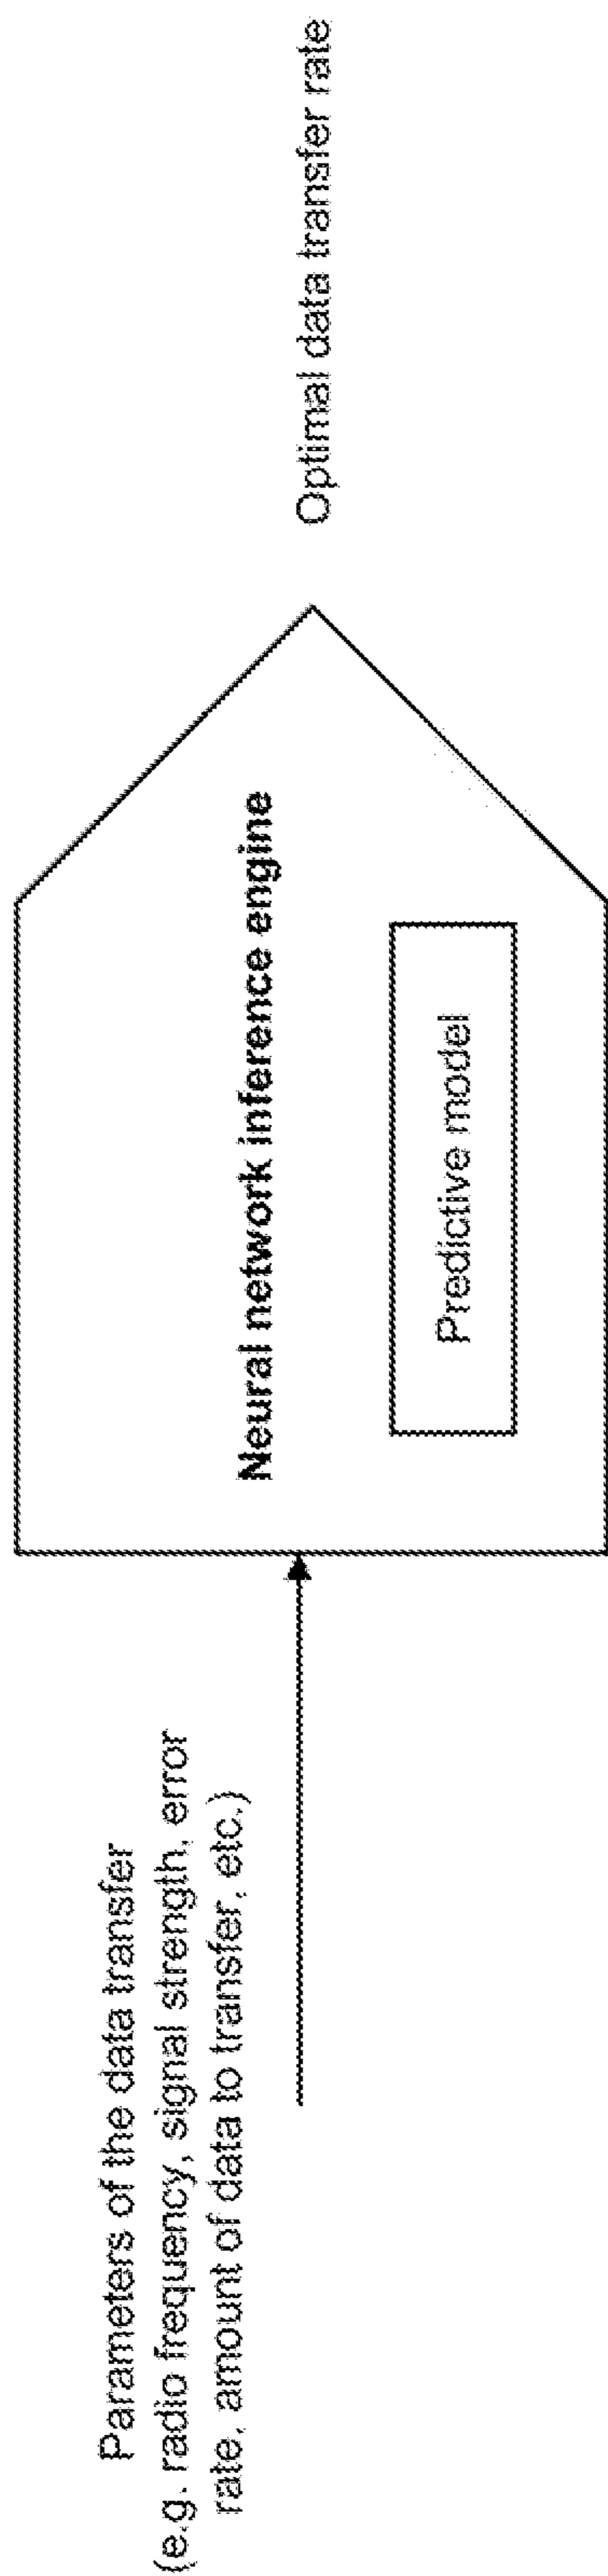 Parameters of the data transfer
(e.g. radio frequency, signal strength, error
rate, amount of data to transfer, etc.)
Neural network inference engine
Predictive model
Optimal data transfer rate